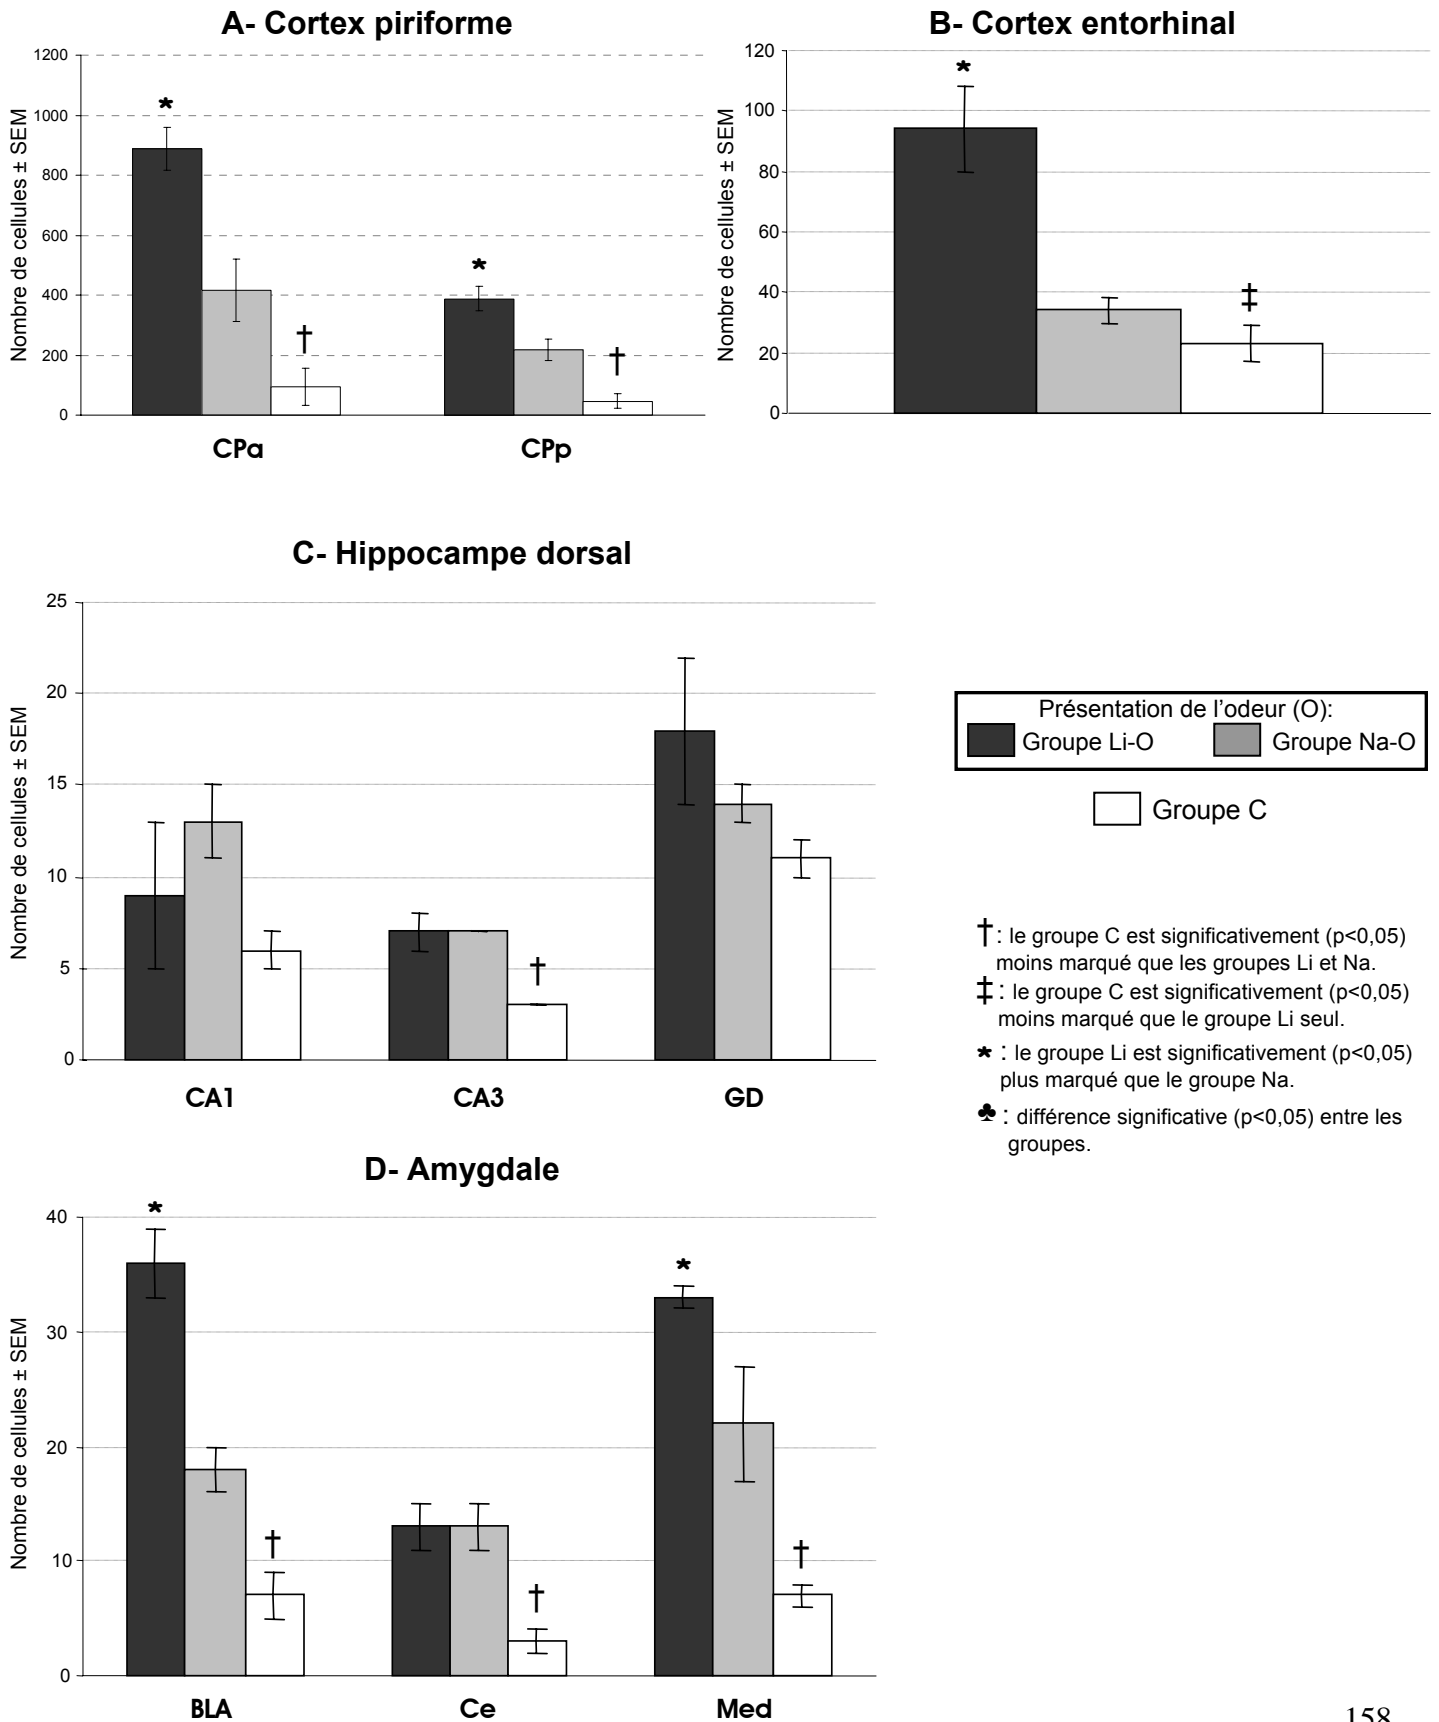 A- Cortex piriforme
Nombre de cellules ± SEM
1200
1000
800
600
400
200
0
*
†
*
†
CPa
CPp
B- Cortex entorhinal
Nombre de cellules ± SEM
120
100
80
60
40
20
0
*
‡
C- Hippocampe dorsal
Nombre de cellules ± SEM
25
20
15
10
5
0
†
CA1
CA3
GD
Présentation de l'odeur (O):
Groupe Li-O
Groupe Na-O
Groupe C
† : le groupe C est significativement (p<0,05)
moins marqué que les groupes Li et Na.
‡ : le groupe C est significativement (p<0,05)
moins marqué que le groupe Li seul.
* : le groupe Li est significativement (p<0,05)
plus marqué que le groupe Na.
♣ : différence significative (p<0,05) entre les
groupes.
D- Amygdale
Nombre de cellules ± SEM
40
30
20
10
0
*
†
†
*
†
BLA
Ce
Med
158